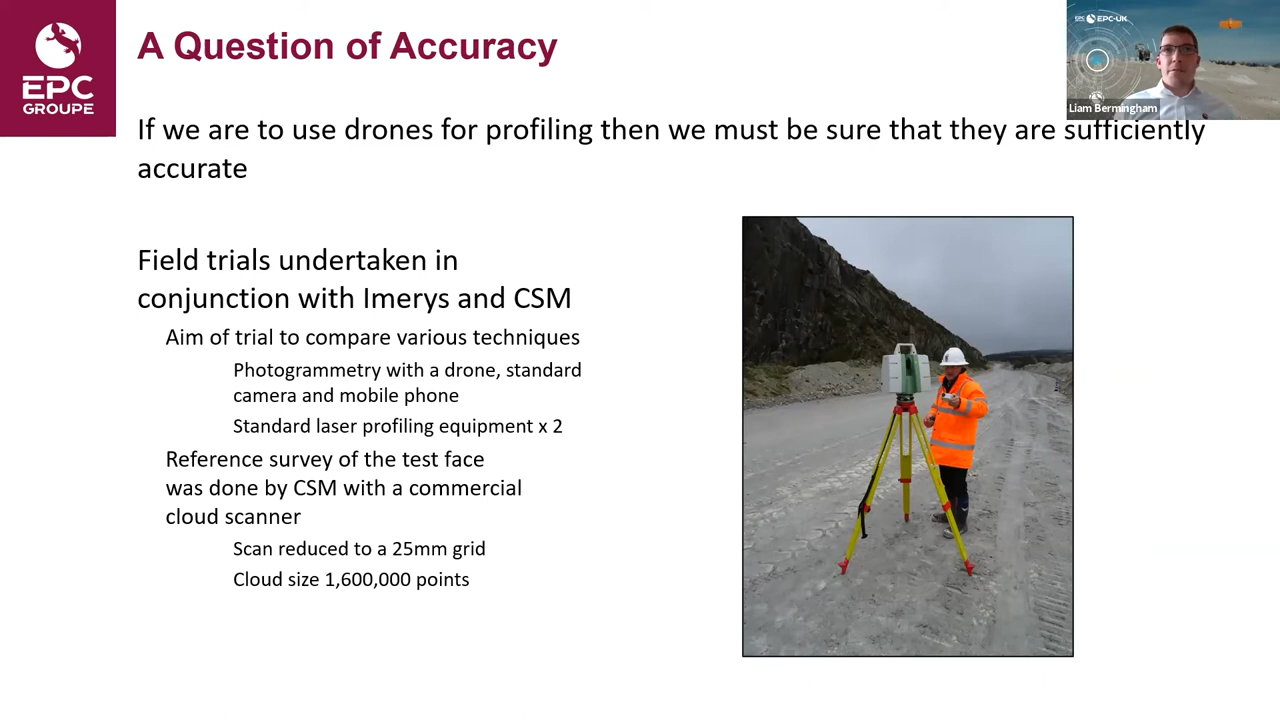 EPC
GROUPE
A Question of Accuracy
EPC-UK
Liam Bermingham
If we are to use drones for profiling then we must be sure that they are sufficiently
accurate
Field trials undertaken in
conjunction with Imerys and CSM
Aim of trial to compare various techniques
Photogrammetry with a drone, standard
camera and mobile phone
Standard laser profiling equipment x 2
Reference survey of the test face
was done by CSM with a commercial
cloud scanner
Scan reduced to a 25mm grid
Cloud size 1,600,000 points